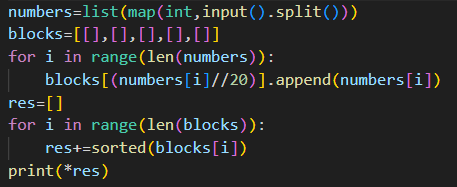 numbers=list(map(int,input().split()))
blocks=[[],[],[],[],[]]
for i in range(len(numbers)):
    blocks[(numbers[i]//20)].append(numbers[i])
res=[]
for i in range(len(blocks)):
    res+=sorted(blocks[i])
print(*res)